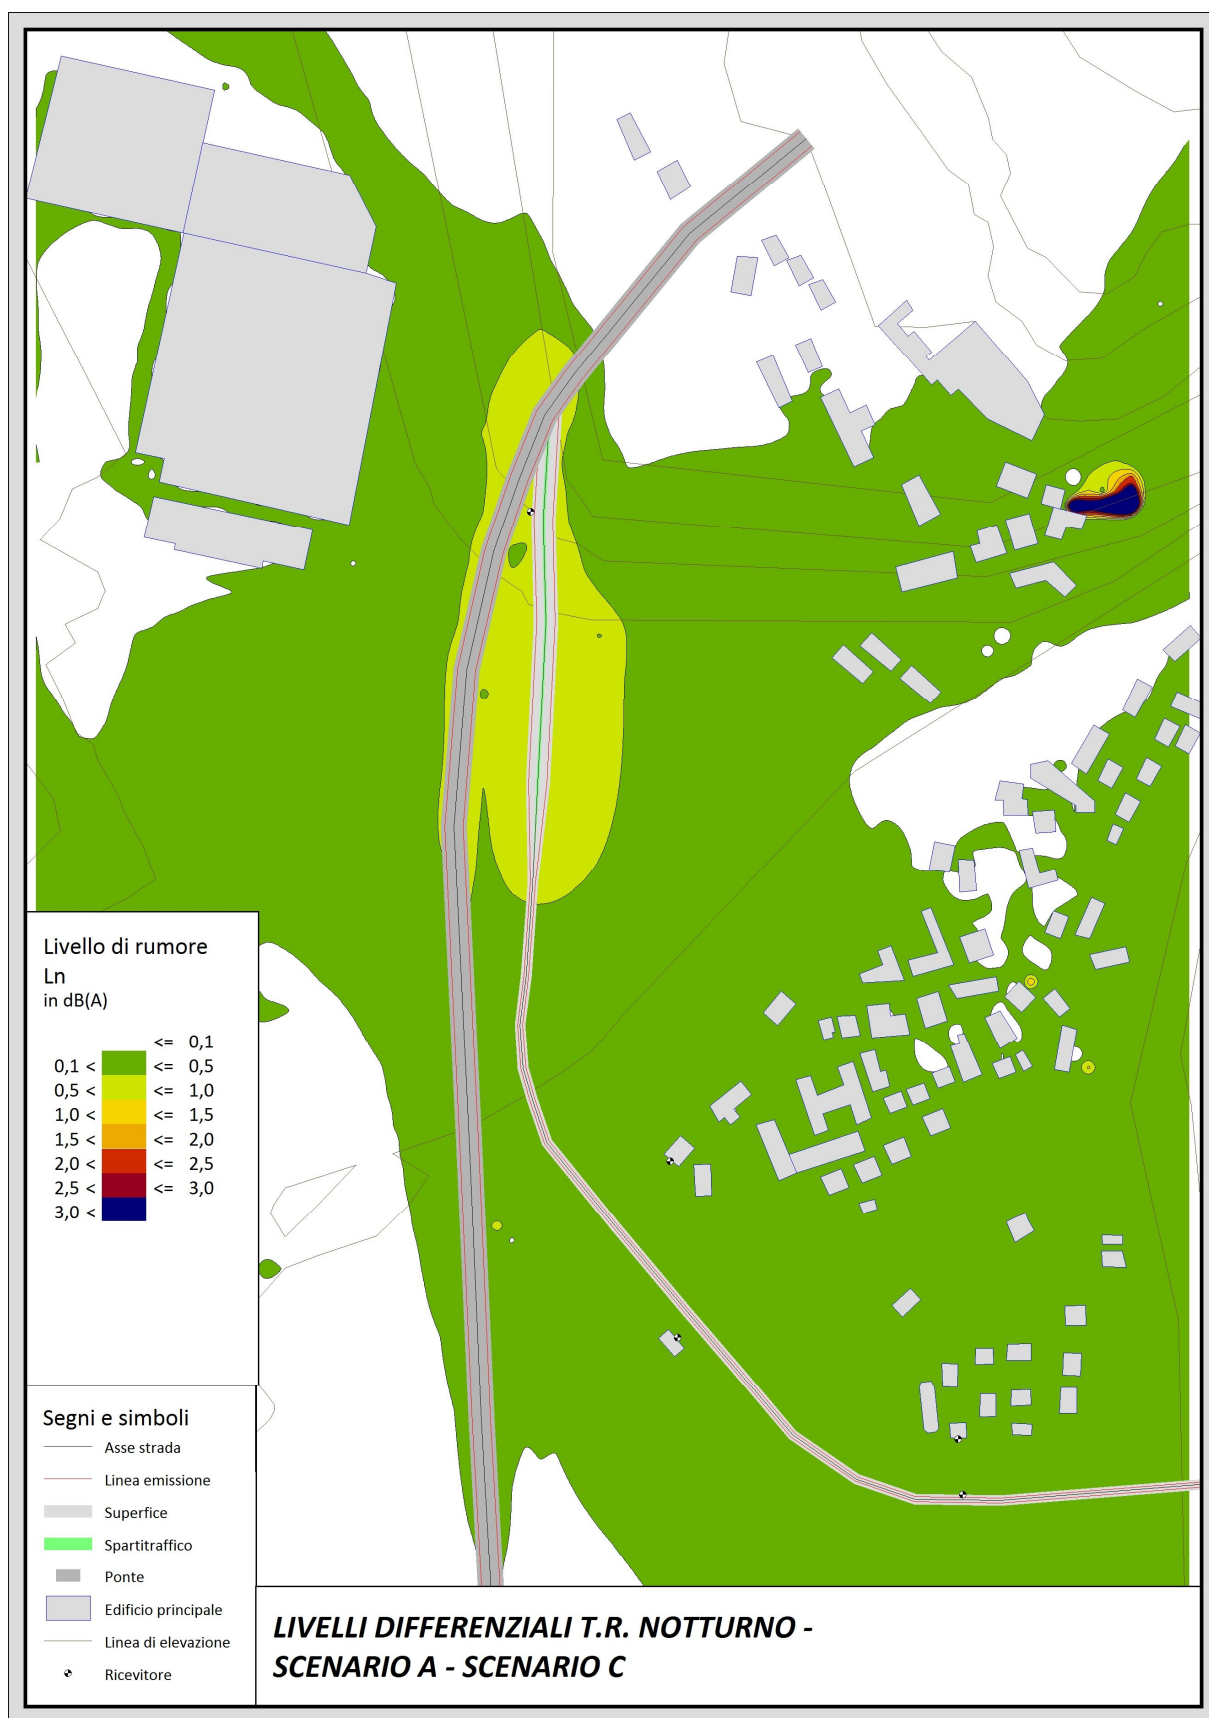 Livello di rumore
Ln
in dB(A)
<= 0,1
0,1 < <= 0,5
0,5 < <= 1,0
1,0 < <= 1,5
1,5 < <= 2,0
2,0 < <= 2,5
2,5 < <= 3,0
3,0 <
Segni e simboli
Asse strada
Linea emissione
Superfice
Spartitraffico
Ponte
Edificio principale
Linea di elevazione
Ricevitore
LIVELLI DIFFERENZIALI T.R. NOTTURNO -
SCENARIO A - SCENARIO C